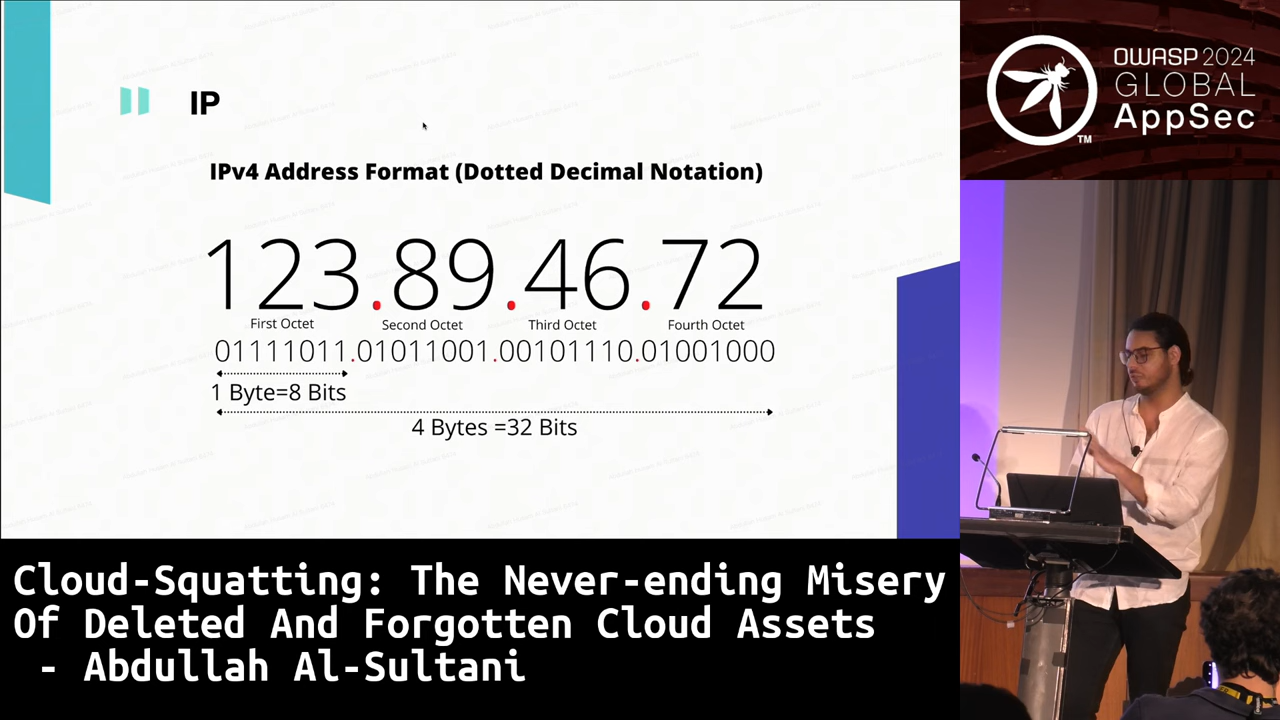 IP
IPv4 Address Format (Dotted Decimal Notation)
123.89.46.72
First Octet Second Octet Third Octet Fourth Octet
01111011.01011001.00101110.01001000
1 Byte=8 Bits
4 Bytes =32 Bits
OWASP 2024
GLOBAL
AppSec
TM
Cloud-Squatting: The Never-ending Misery
Of Deleted And Forgotten Cloud Assets
- Abdullah Al-Sultani